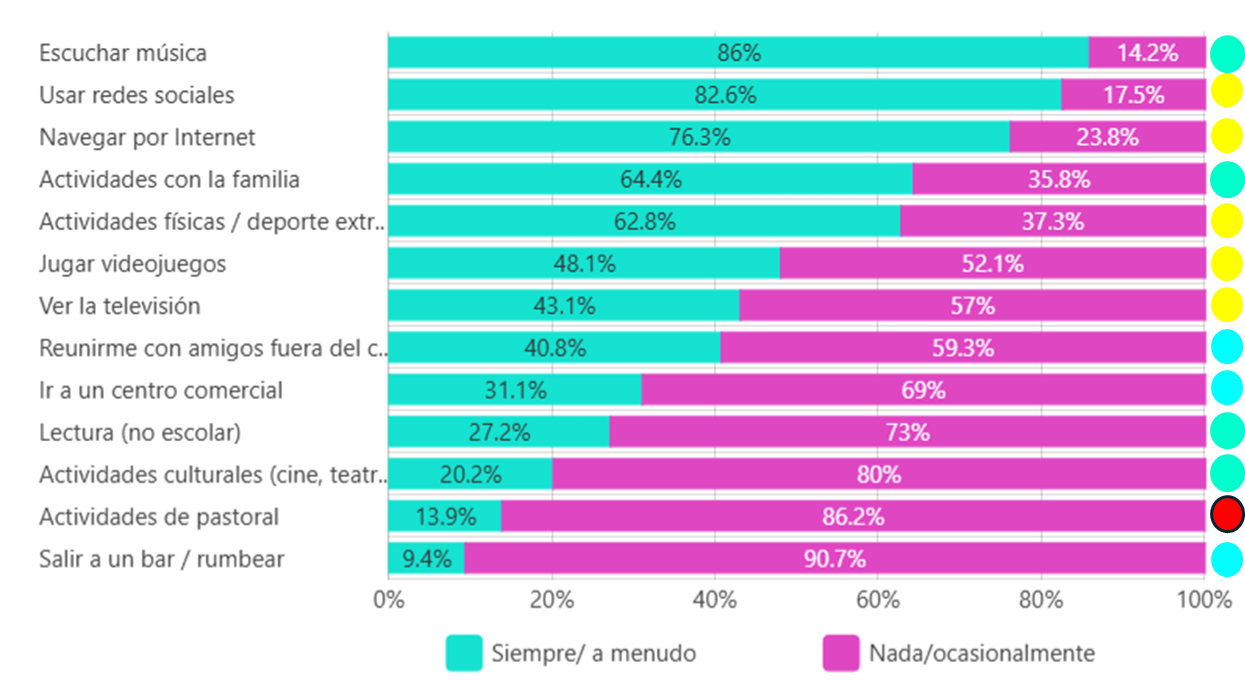 Escuchar música 86% 14.2%
Usar redes sociales 82.6% 17.5%
Navegar por Internet 76.3% 23.8%
Actividades con la familia 64.4% 35.8%
Actividades físicas / deporte extr.. 62.8% 37.3%
Jugar videojuegos 48.1% 52.1%
Ver la televisión 43.1% 57%
Reunirme con amigos fuera del c.. 40.8% 59.3%
Ir a un centro comercial 31.1% 69%
Lectura (no escolar) 27.2% 73%
Actividades culturales (cine, teatr.. 20.2% 80%
Actividades de pastoral 13.9% 86.2%
Salir a un bar / rumbear 9.4% 90.7%
0% 20% 40% 60% 80% 100%
Siempre/ a menudo Nada/ocasionalmente